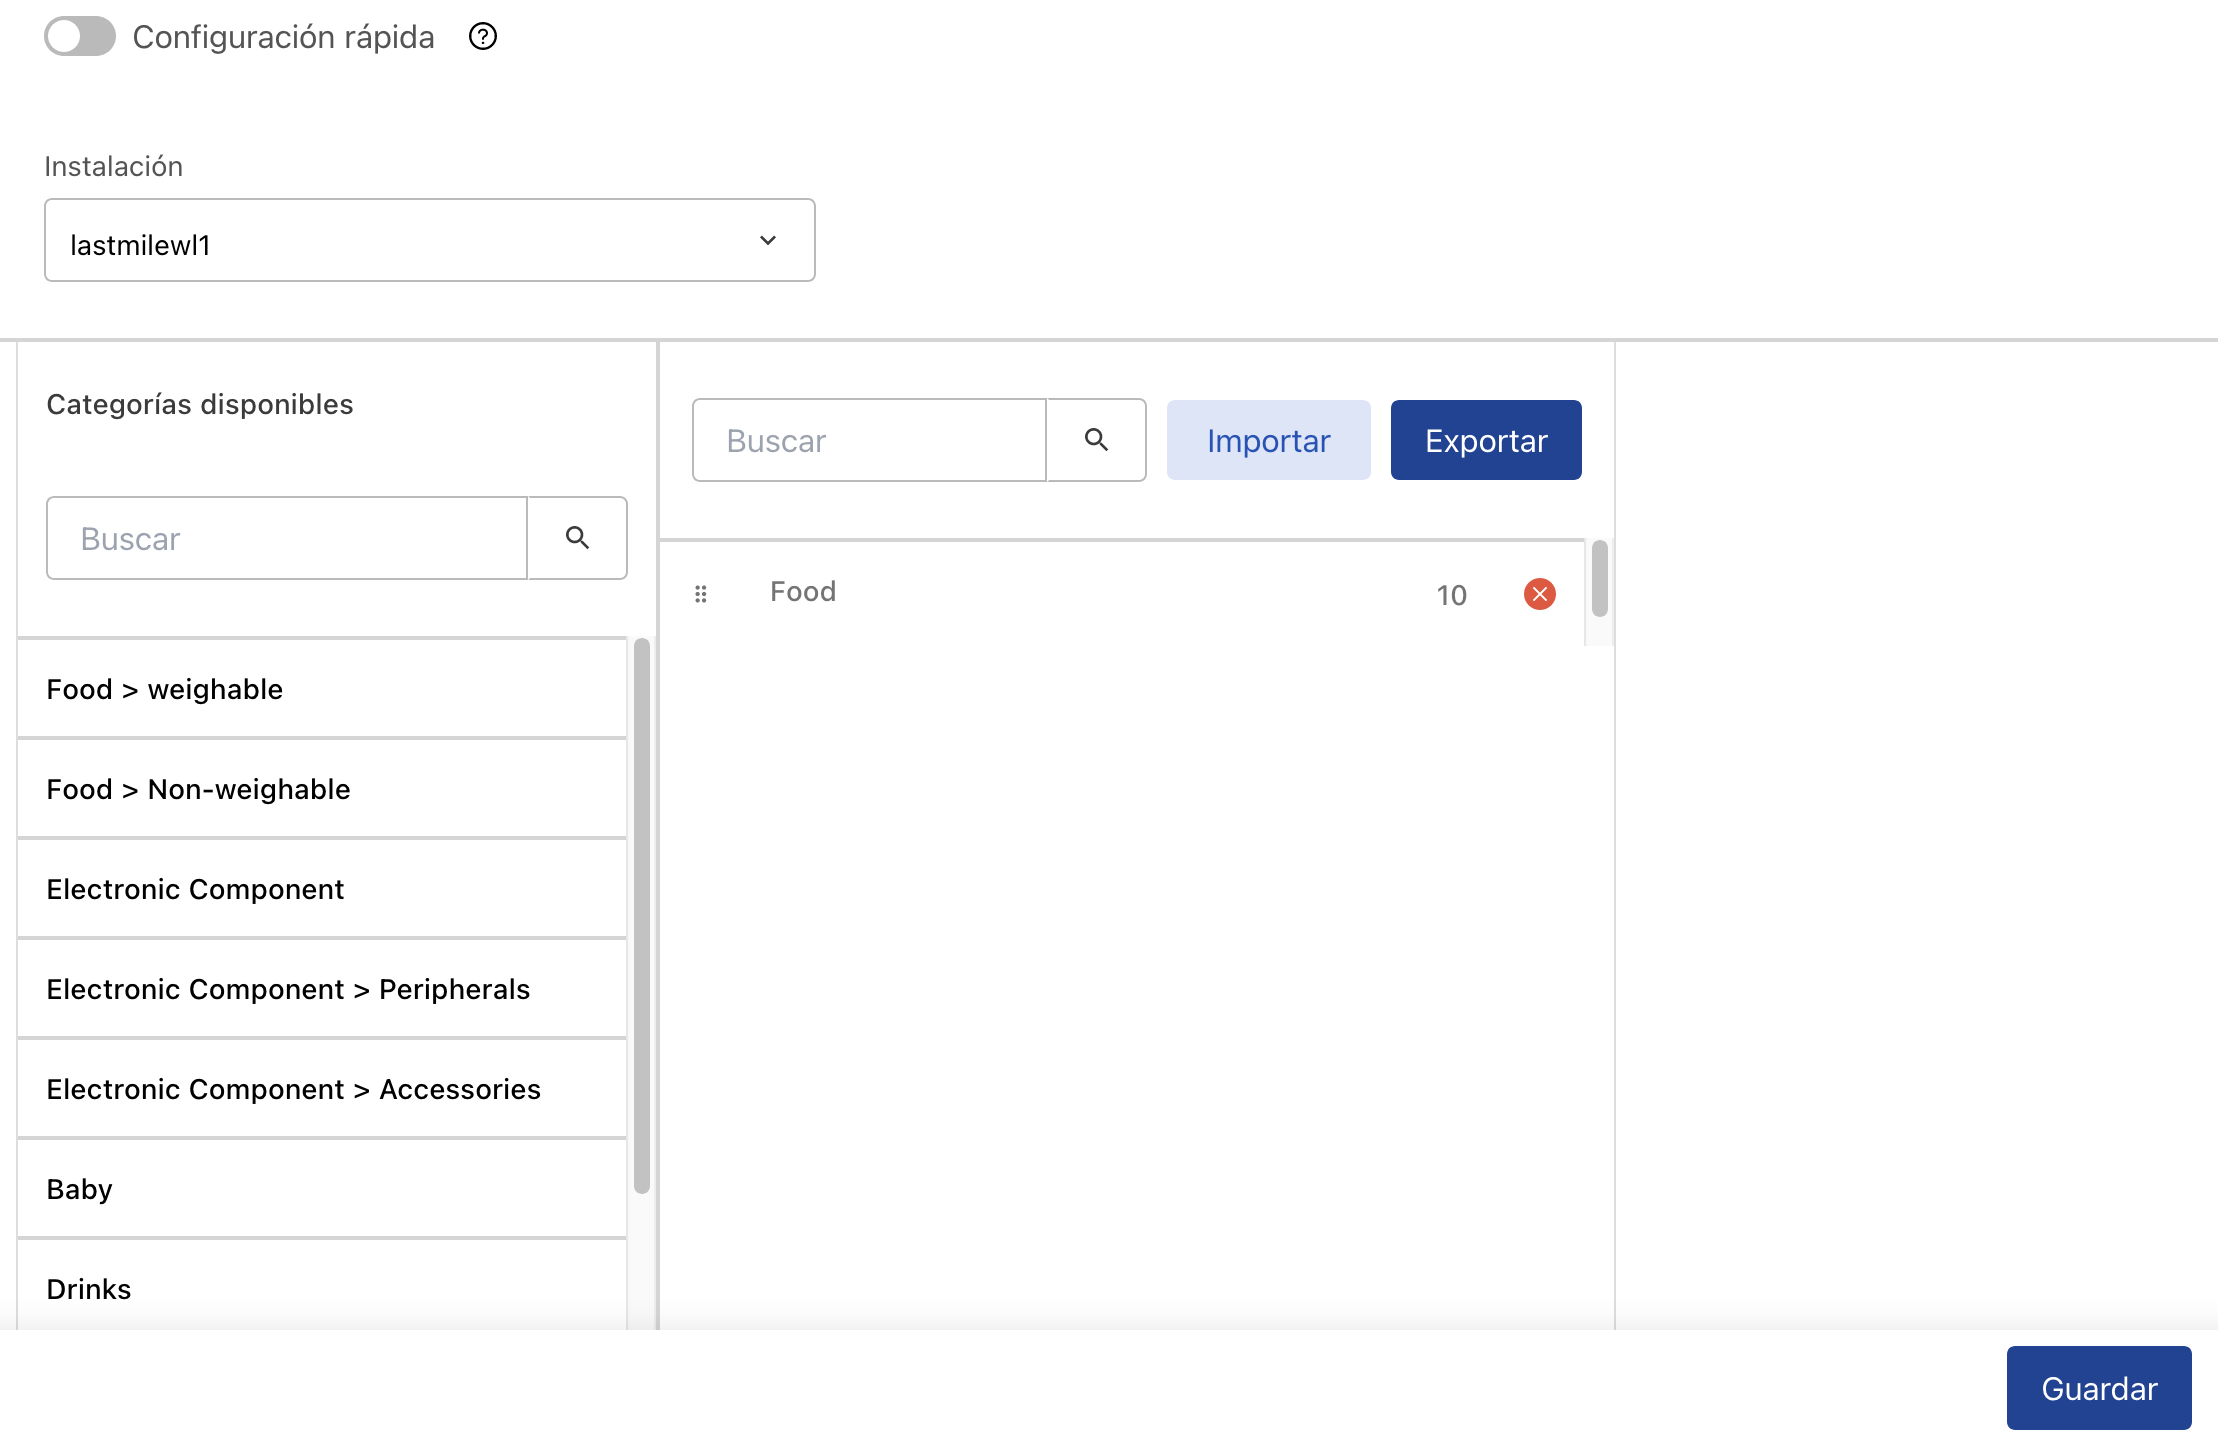 Configuración rápida
Instalación
lastmilewl1
Categorías disponibles
Buscar
Food > weighable
Food > Non-weighable
Electronic Component
Electronic Component > Peripherals
Electronic Component > Accessories
Baby
Drinks
Buscar
Importar
Exportar
Food 10
Guardar